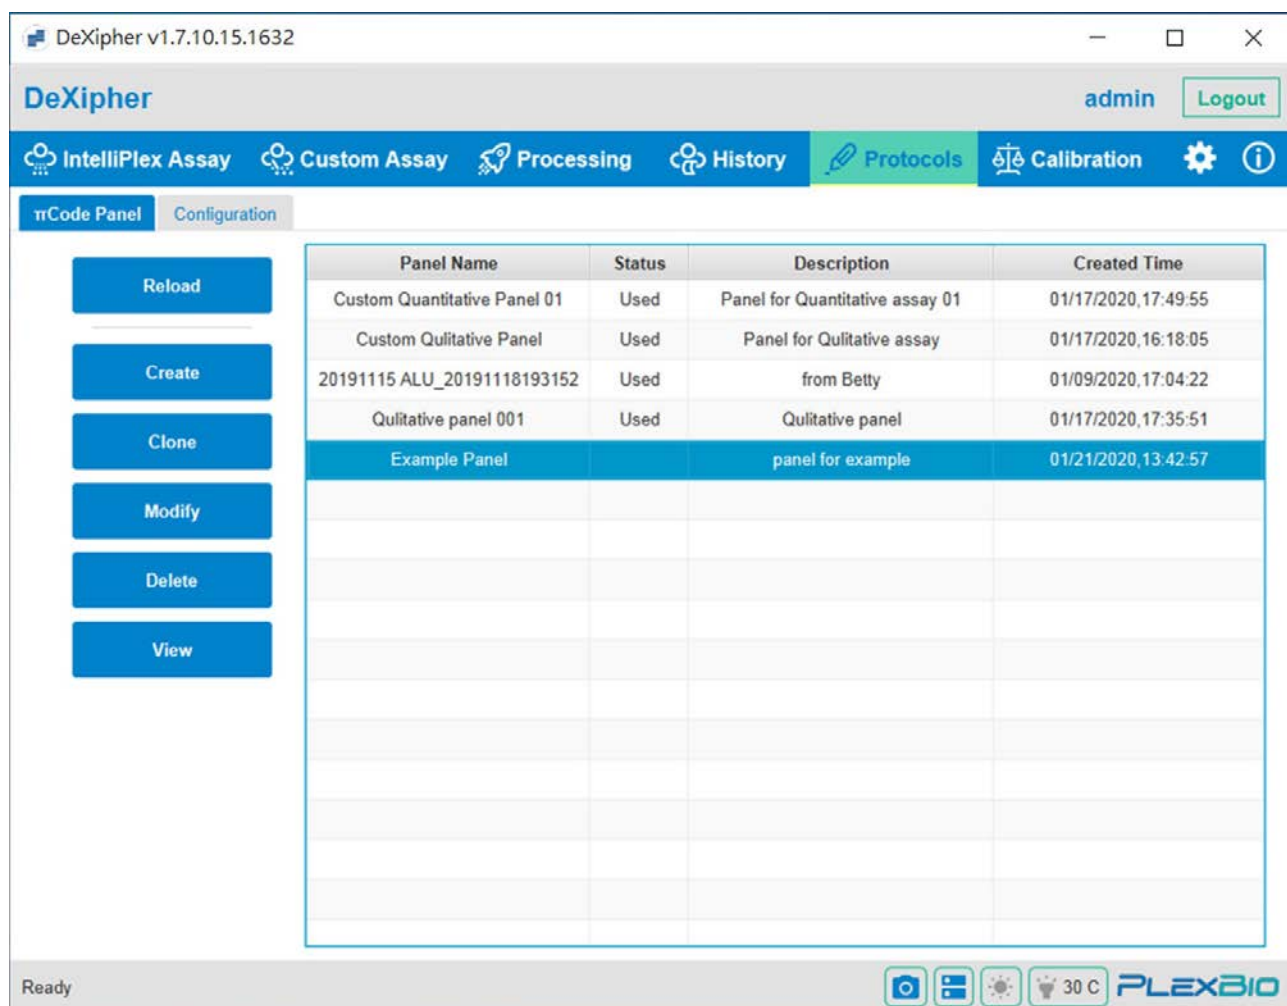 DeXipher v1.7.10.15.1632
DeXipher admin Logout
IntelliPlex Assay Custom Assay Processing History Protocols Calibration
πCode Panel Configuration
Reload
Create
Clone
Modify
Delete
View
Panel Name Status Description Created Time
Custom Quantitative Panel 01 Used Panel for Quantitative assay 01 01/17/2020,17:49:55
Custom Qulitative Panel Used Panel for Qulitative assay 01/17/2020,16:18:05
20191115 ALU_20191118193152 Used from Betty 01/09/2020,17:04:22
Qulitative panel 001 Used Qulitative panel 01/17/2020,17:35:51
Example Panel panel for example 01/21/2020,13:42:57
Ready 30 C PLEXBIO